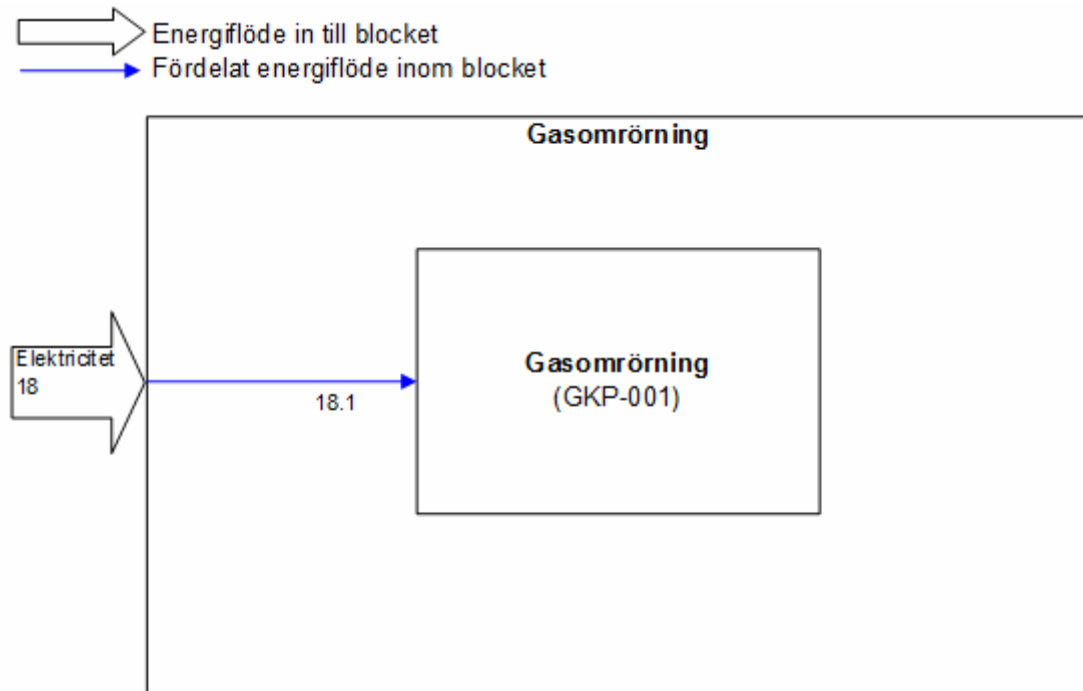 Energiflöde in till blocket
Fördelat energiflöde inom blocket
Gasomrörning
Elektricitet
18
18.1
Gasomrörning
(GKP-001)